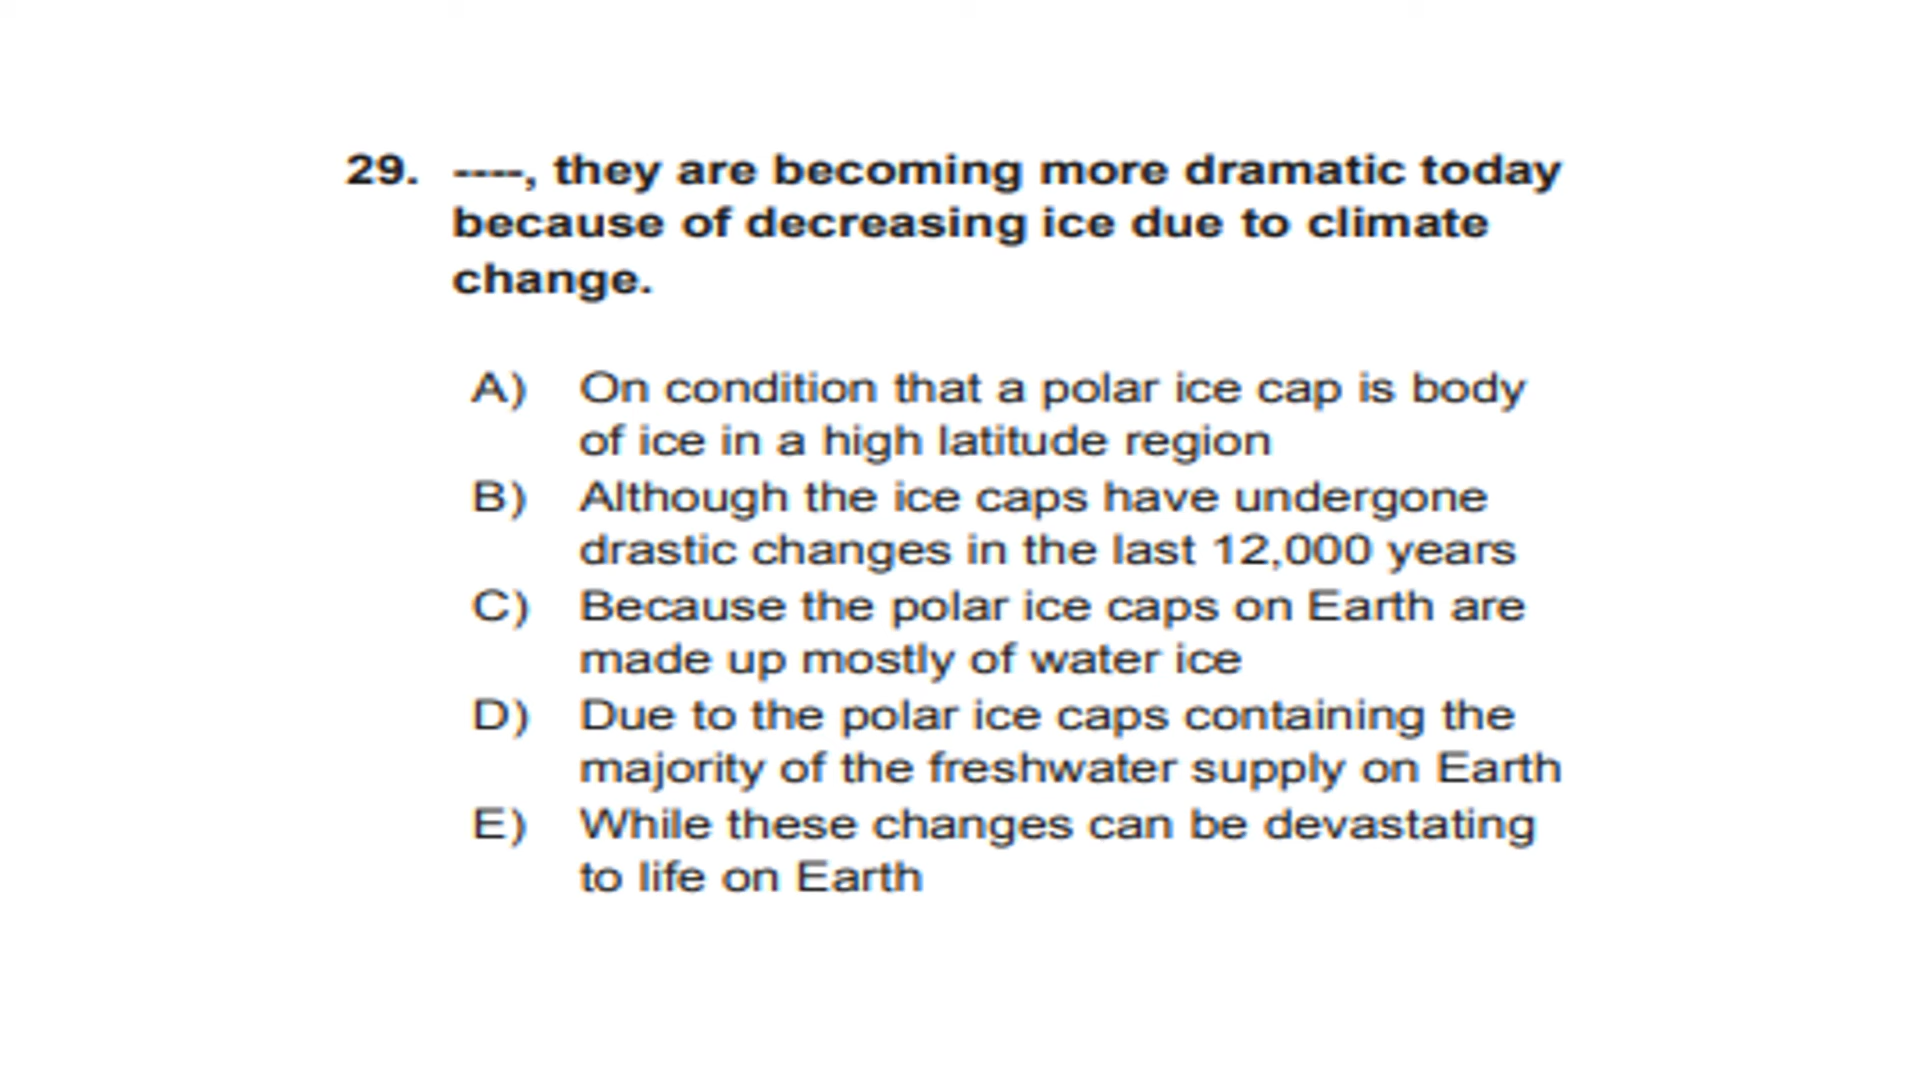 29. ----, they are becoming more dramatic today
because of decreasing ice due to climate
change.
A) On condition that a polar ice cap is body
of ice in a high latitude region
B) Although the ice caps have undergone
drastic changes in the last 12,000 years
C) Because the polar ice caps on Earth are
made up mostly of water ice
D) Due to the polar ice caps containing the
majority of the freshwater supply on Earth
E) While these changes can be devastating
to life on Earth